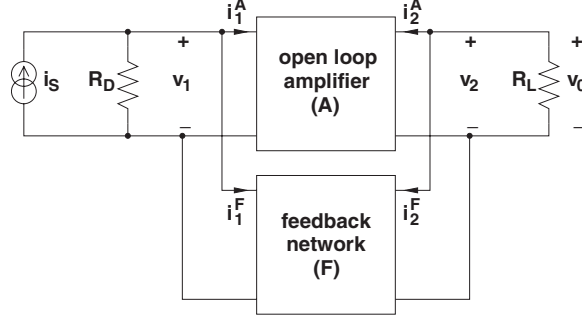 i_1^A
i_2^A
+
+
+
open loop
amplifier
(A)
i_S
R_D
v_1
v_2
R_L
v_0
−
−
−
i_1^F
i_2^F
feedback
network
(F)